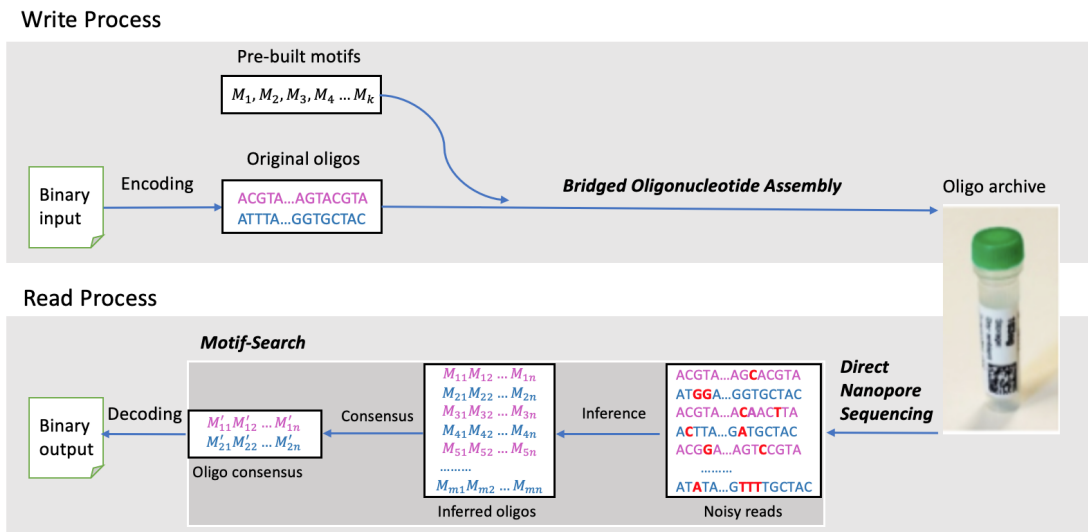 Write Process
Pre-built motifs
M₁, M₂, M₃, M₄ … Mₖ
Original oligos
Binary
input
Encoding
ACGTA...AGTACGTA
ATTTA...GGTGCTAC
Bridged Oligonucleotide Assembly
Oligo archive
Read Process
Motif-Search
Binary
output
Decoding
M′₁₁M′₁₂ … M′₁ₙ
M′₂₁M′₂₂ … M′₂ₙ
Oligo consensus
Consensus
M₁₁M₁₂ … M₁ₙ
M₂₁M₂₂ … M₂ₙ
M₃₁M₃₂ … M₃ₙ
M₄₁M₄₂ … M₄ₙ
M₅₁M₅₂ … M₅ₙ
………
Mₘ₁Mₘ₂ … Mₘₙ
Inferred oligos
Inference
ACGTA...AGCACGTA
ATGGA...GGTGCTAC
ACGTA...ACAACTTA
ACTTA...GATGCTAC
ACGGA...AGTCCGTA
………
ATATA...GTTTTGCTAC
Noisy reads
Direct
Nanopore
Sequencing